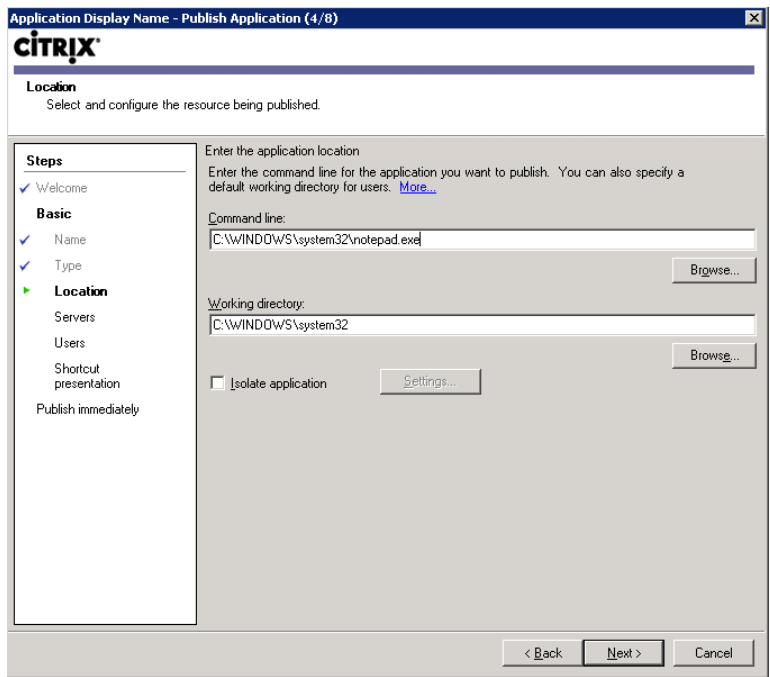 Application Display Name - Publish Application (4/8)
CİTRIX®
Location
Select and configure the resource being published.
Steps
Welcome
Basic
Name
Type
Location
Servers
Users
Shortcut
presentation
Publish immediately
Enter the application location
Enter the command line for the application you want to publish. You can also specify a
default working directory for users. More...
Command line:
C:\WINDOWS\system32\notepad.exe
Browse...
Working directory:
C:\WINDOWS\system32
Browse...
Isolate application
Settings...
< Back
Next >
Cancel